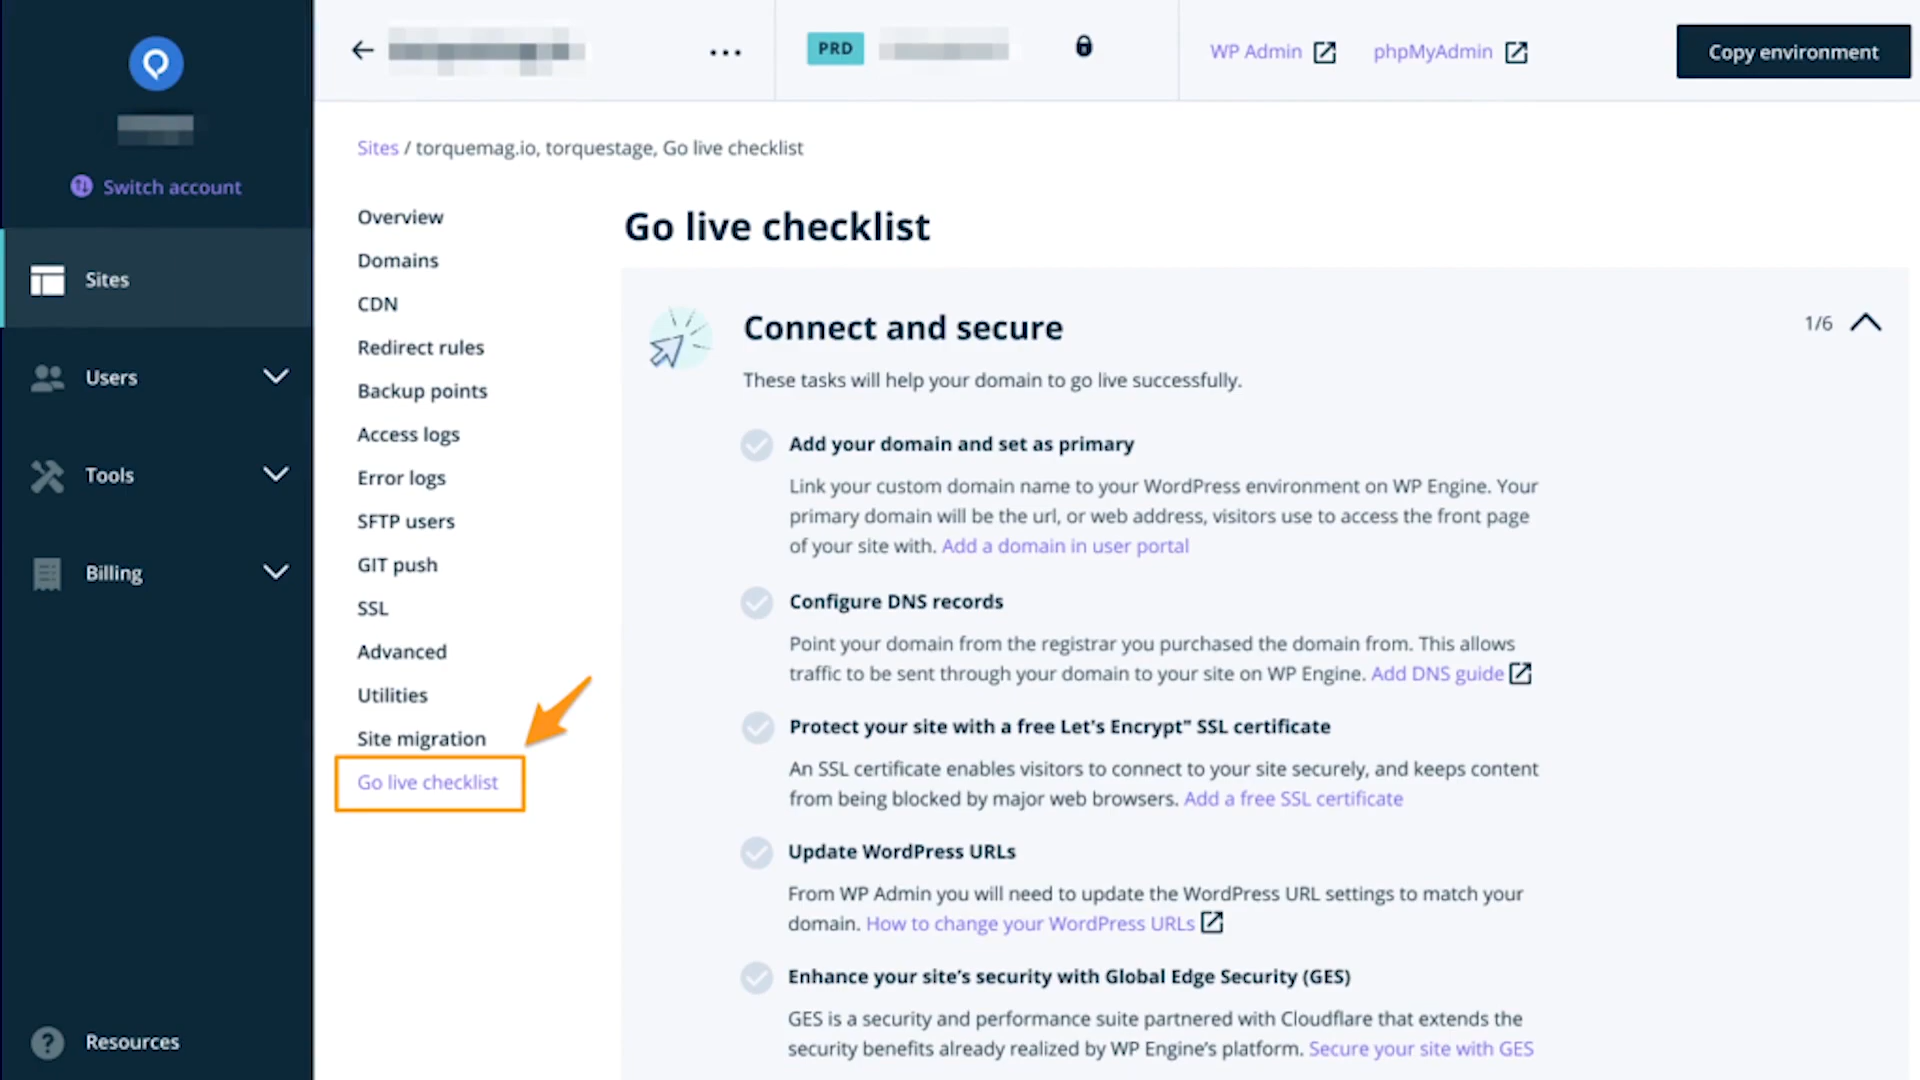 PRD
WP Admin
phpMyAdmin
Copy environment
Switch account
Sites
Users
Tools
Billing
Resources
Sites / torquemag.io, torquestage, Go live checklist
Overview
Domains
CDN
Redirect rules
Backup points
Access logs
Error logs
SFTP users
GIT push
SSL
Advanced
Utilities
Site migration
Go live checklist
Go live checklist
Connect and secure
1/6
These tasks will help your domain to go live successfully.
Add your domain and set as primary
Link your custom domain name to your WordPress environment on WP Engine. Your
primary domain will be the url, or web address, visitors use to access the front page
of your site with. Add a domain in user portal
Configure DNS records
Point your domain from the registrar you purchased the domain from. This allows
traffic to be sent through your domain to your site on WP Engine. Add DNS guide
Protect your site with a free Let's Encrypt" SSL certificate
An SSL certificate enables visitors to connect to your site securely, and keeps content
from being blocked by major web browsers. Add a free SSL certificate
Update WordPress URLs
From WP Admin you will need to update the WordPress URL settings to match your
domain. How to change your WordPress URLs
Enhance your site’s security with Global Edge Security (GES)
GES is a security and performance suite partnered with Cloudflare that extends the
security benefits already realized by WP Engine’s platform. Secure your site with GES